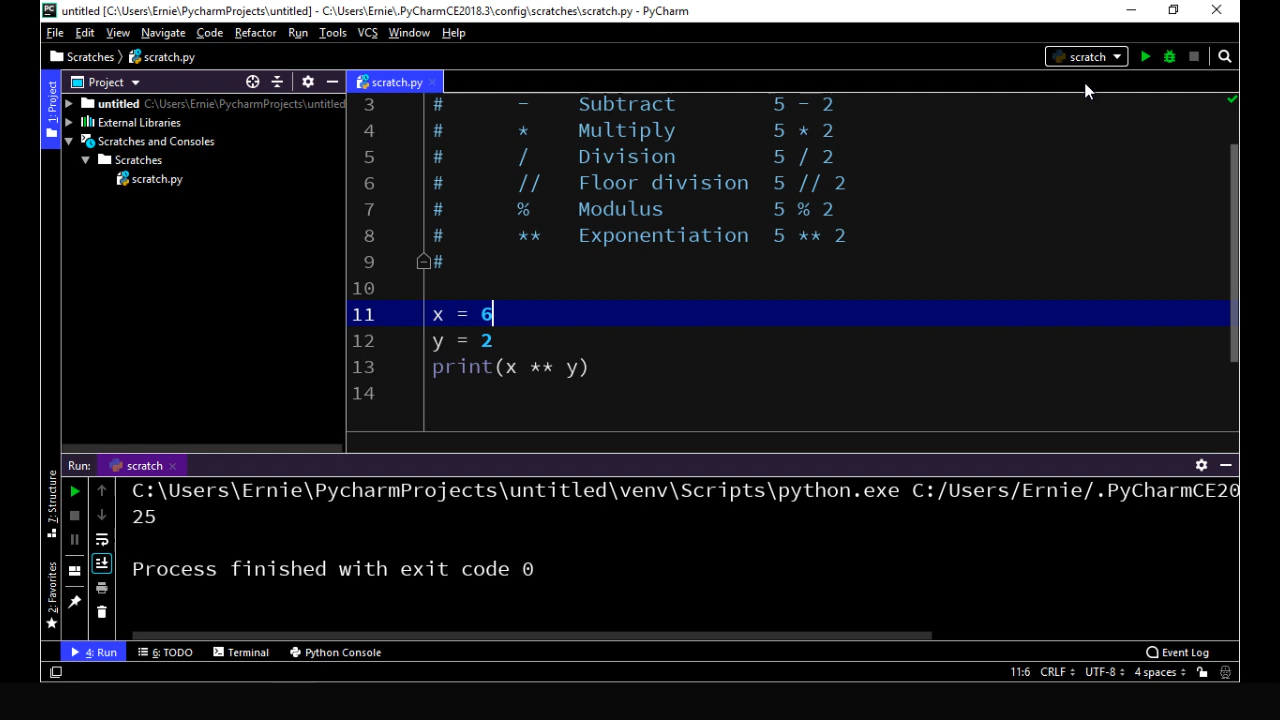 untitled [C:\Users\Ernie\PycharmProjects\untitled] - C:\Users\Ernie\.PyCharmCE2018.3\config\scratches\scratch.py - PyCharm
File Edit View Navigate Code Refactor Run Tools VCS Window Help
Scratches scratch.py
scratch
1: Project
Project
scratch.py
untitled C:\Users\Ernie\PycharmProjects\untitled
External Libraries
Scratches and Consoles
Scratches
scratch.py
3 # - Subtract 5 - 2
4 # * Multiply 5 * 2
5 # / Division 5 / 2
6 # // Floor division 5 // 2
7 # % Modulus 5 % 2
8 # ** Exponentiation 5 ** 2
9 #
10
11 x = 6
12 y = 2
13 print(x ** y)
14
Run: scratch
C:\Users\Ernie\PycharmProjects\untitled\venv\Scripts\python.exe C:/Users/Ernie/.PyCharmCE20
25
Process finished with exit code 0
7: Structure
2: Favorites
4: Run 6: TODO Terminal Python Console Event Log
11:6 CRLF UTF-8 4 spaces